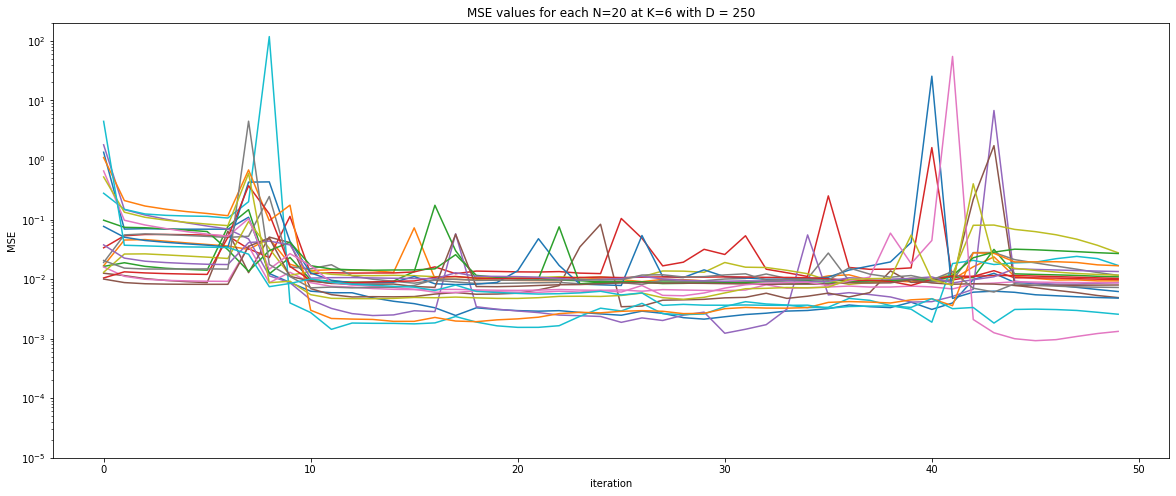 MSE values for each N=20 at K=6 with D = 250
10²
10¹
10⁰
10⁻¹
10⁻²
10⁻³
10⁻⁴
10⁻⁵
MSE
0 10 20 30 40 50
iteration